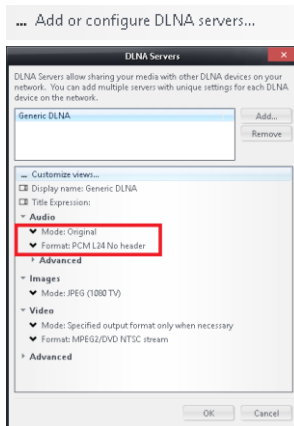 ... Add or configure DLNA servers...
DLNA Servers
DLNA Servers allow sharing your media with other DLNA devices on your
network. You can add multiple servers with unique settings for each DLNA
device on the network.
Generic DLNA
Add...
Remove
... Customize views...
Display name: Generic DLNA
Title Expression:
Audio
Mode: Original
Format: PCM L24 No header
Advanced
Images
Mode: JPEG (1080 TV)
Video
Mode: Specified output format only when necessary
Format: MPEG2/DVD NTSC stream
Advanced
OK
Cancel